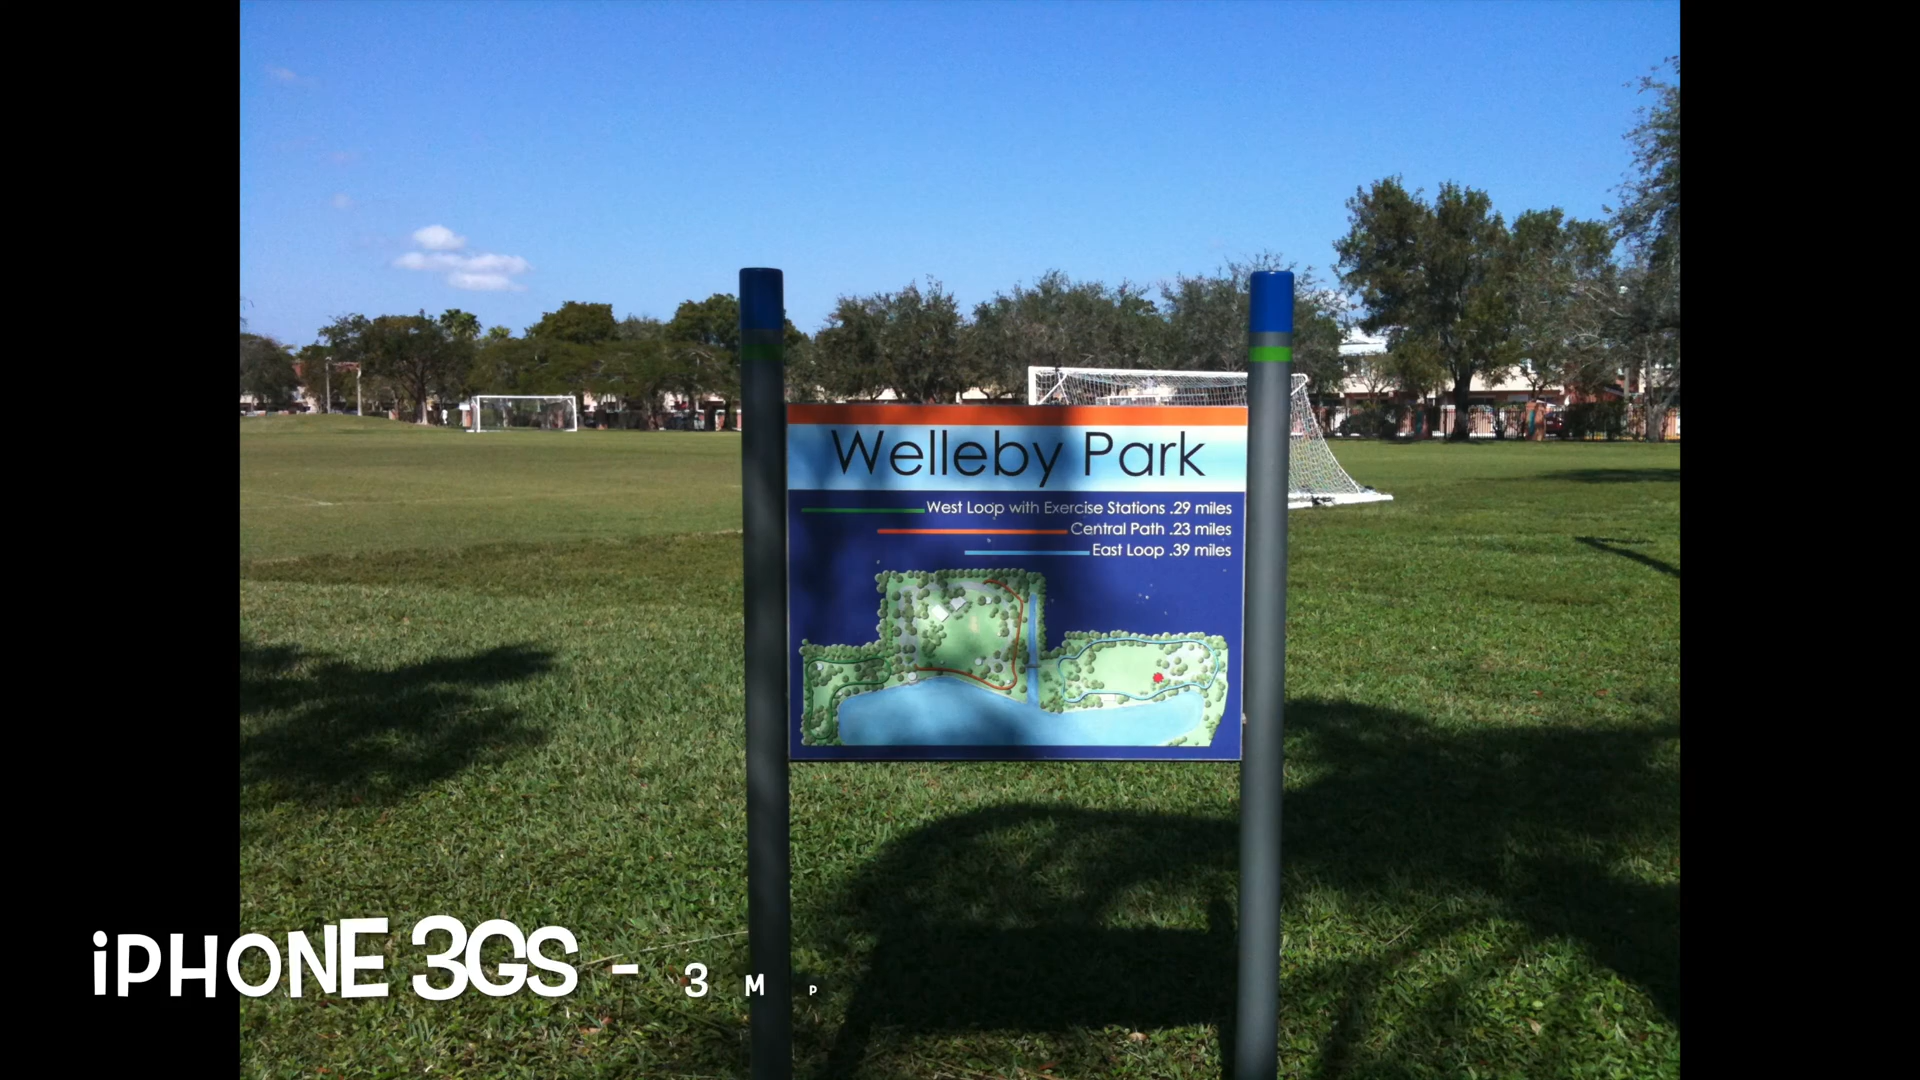 Welleby Park
West Loop with Exercise Stations .29 miles
Central Path .23 miles
East Loop .39 miles
iPHONE 3GS - 3 MP